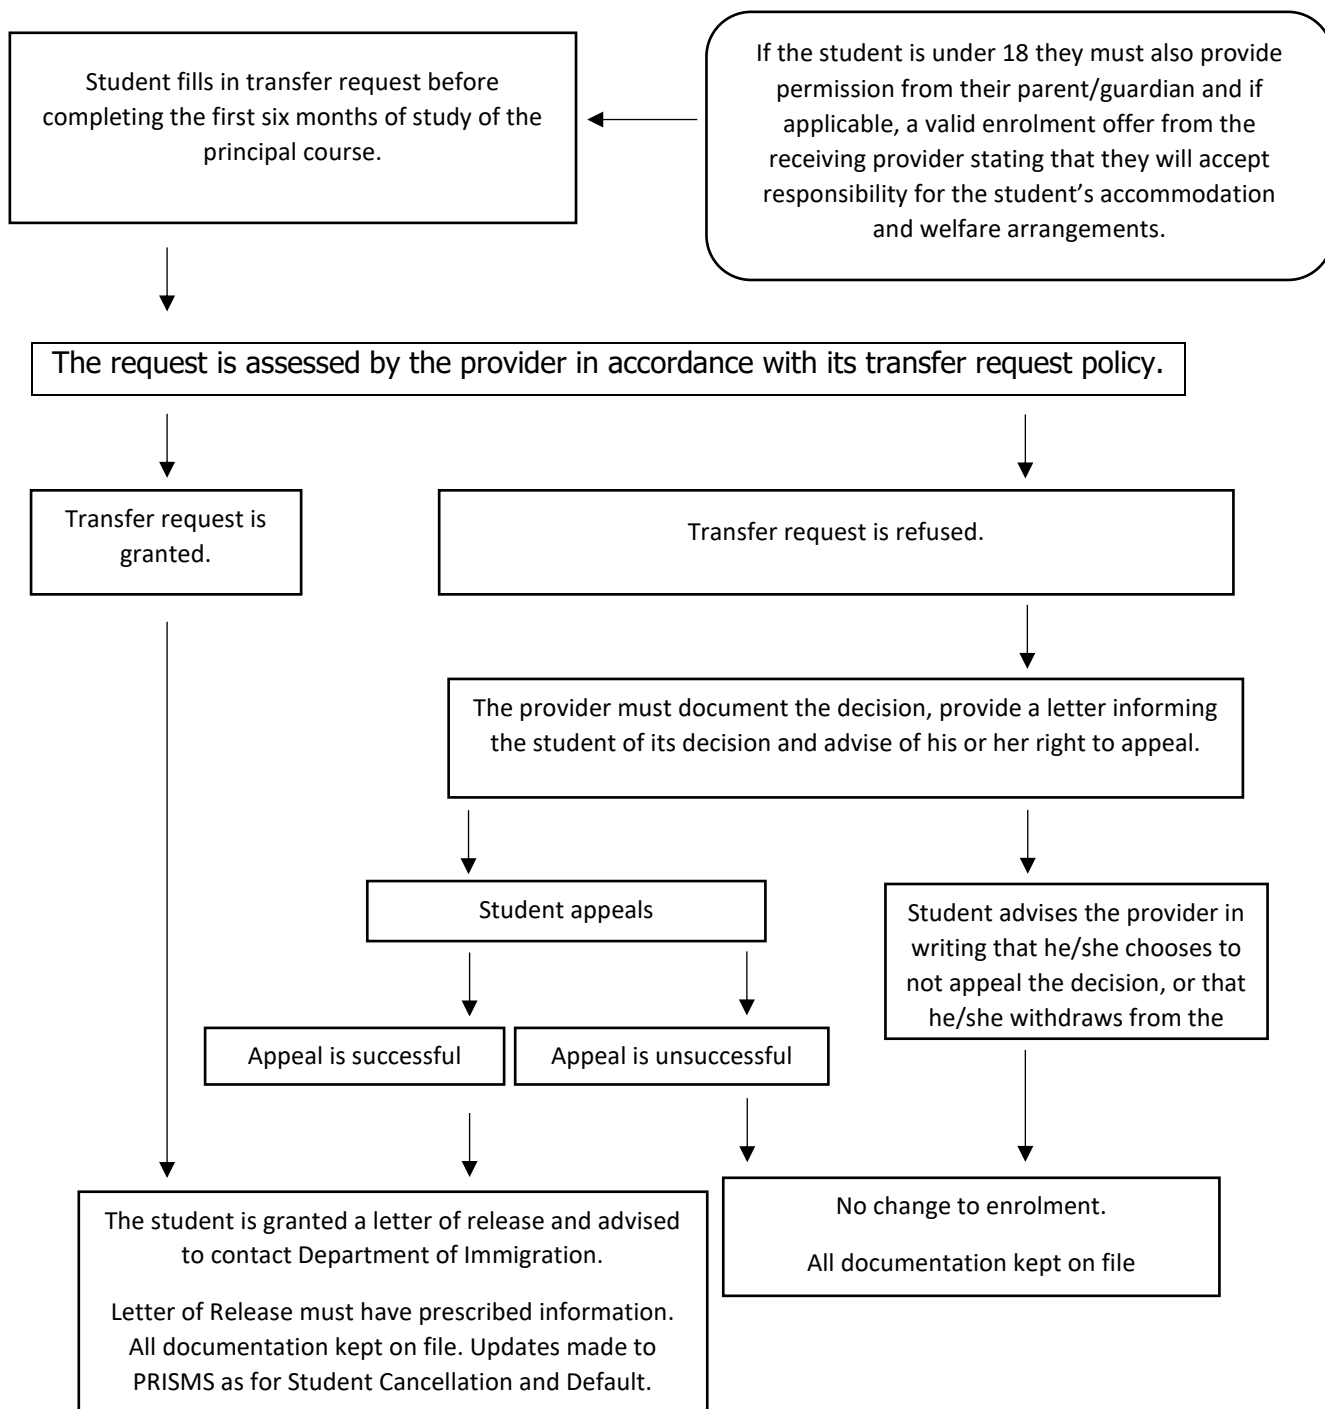 Student fills in transfer request before
completing the first six months of study of the
principal course.
If the student is under 18 they must also provide
permission from their parent/guardian and if
applicable, a valid enrolment offer from the
receiving provider stating that they will accept
responsibility for the student’s accommodation
and welfare arrangements.
The request is assessed by the provider in accordance with its transfer request policy.
Transfer request is
granted.
Transfer request is refused.
The provider must document the decision, provide a letter informing
the student of its decision and advise of his or her right to appeal.
Student appeals
Student advises the provider in
writing that he/she chooses to
not appeal the decision, or that
he/she withdraws from the
Appeal is successful
Appeal is unsuccessful
The student is granted a letter of release and advised
to contact Department of Immigration.
Letter of Release must have prescribed information.
All documentation kept on file. Updates made to
PRISMS as for Student Cancellation and Default.
No change to enrolment.
All documentation kept on file